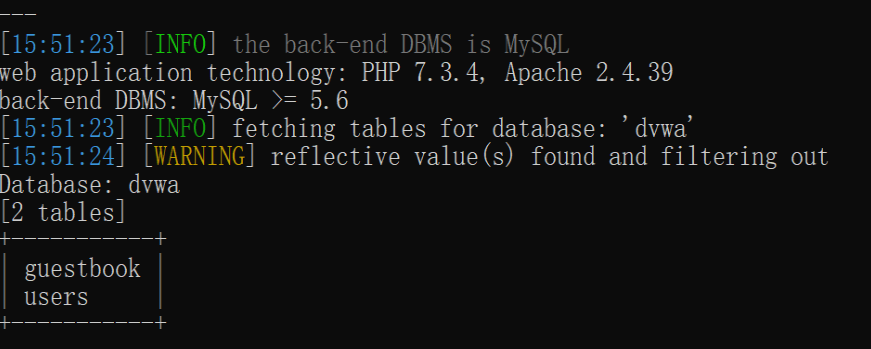 ---
[15:51:23] [INFO] the back-end DBMS is MySQL
web application technology: PHP 7.3.4, Apache 2.4.39
back-end DBMS: MySQL >= 5.6
[15:51:23] [INFO] fetching tables for database: 'dvwa'
[15:51:24] [WARNING] reflective value(s) found and filtering out
Database: dvwa
[2 tables]
+-----------+
| guestbook |
| users     |
+-----------+